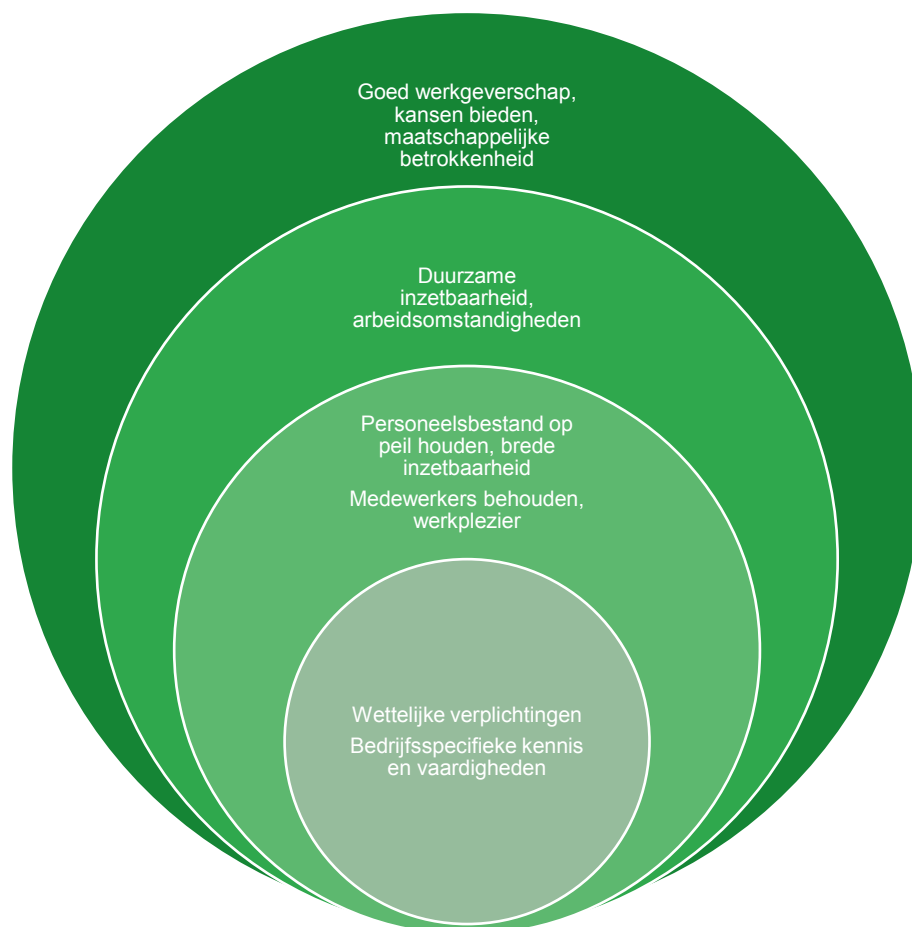 Goed werkgeverschap,
kansen bieden,
maatschappelijke
betrokkenheid
Duurzame
inzetbaarheid,
arbeidsomstandigheden
Personeelsbestand op
peil houden, brede
inzetbaarheid
Medewerkers behouden,
werkplezier
Wettelijke verplichtingen
Bedrijfsspecifieke kennis
en vaardigheden